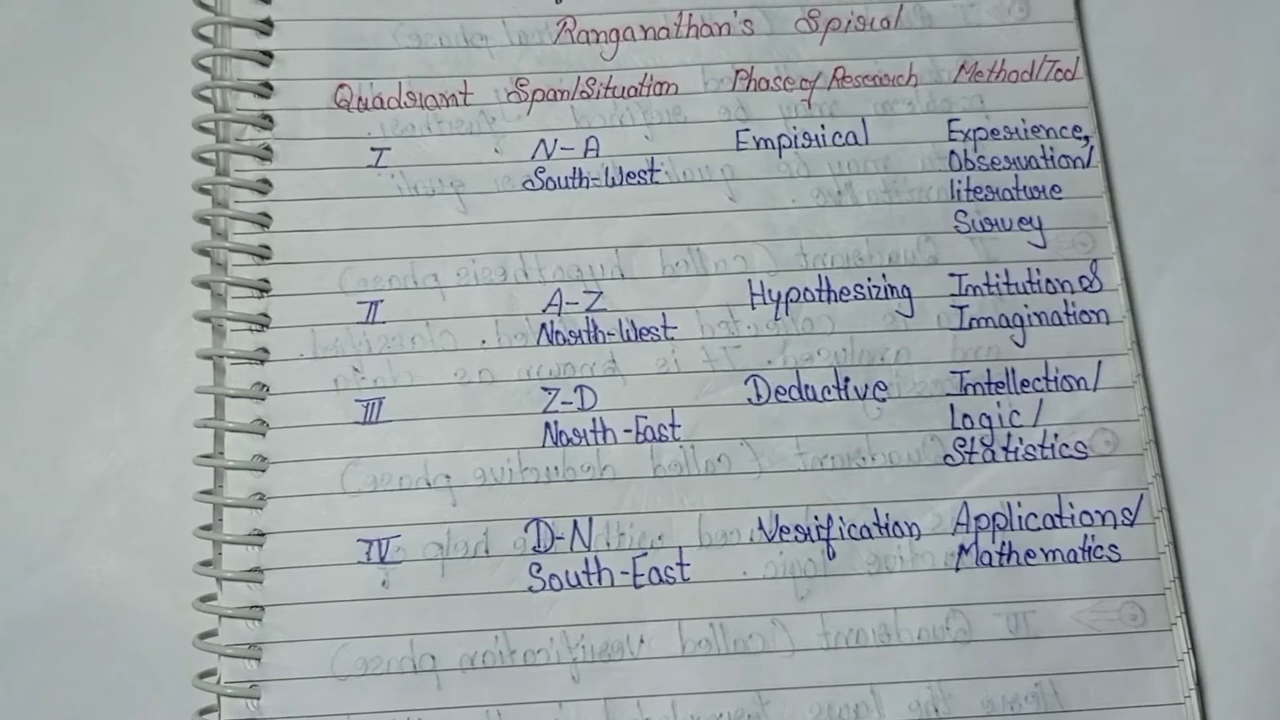 Ranganathan's Spiral
Quadrant Span/Situation Phase of Research Method/Tool
I N-A Empirical Experience,
South-West Observation/
literature
Survey
II A-Z Hypothesizing Intitution &
North-West Imagination
III Z-D Deductive Intellection/
North-East Logic/
Statistics
IV D-N Verification Applications/
South-East Mathematics